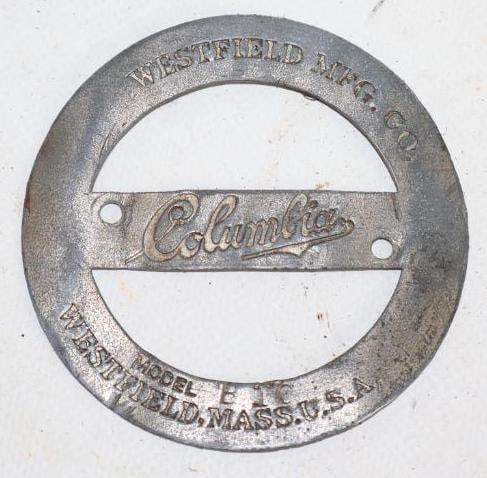 WESTFIELD MFG. CO.
Columbia
MODEL
WESTFIELD, MASS. U.S.A